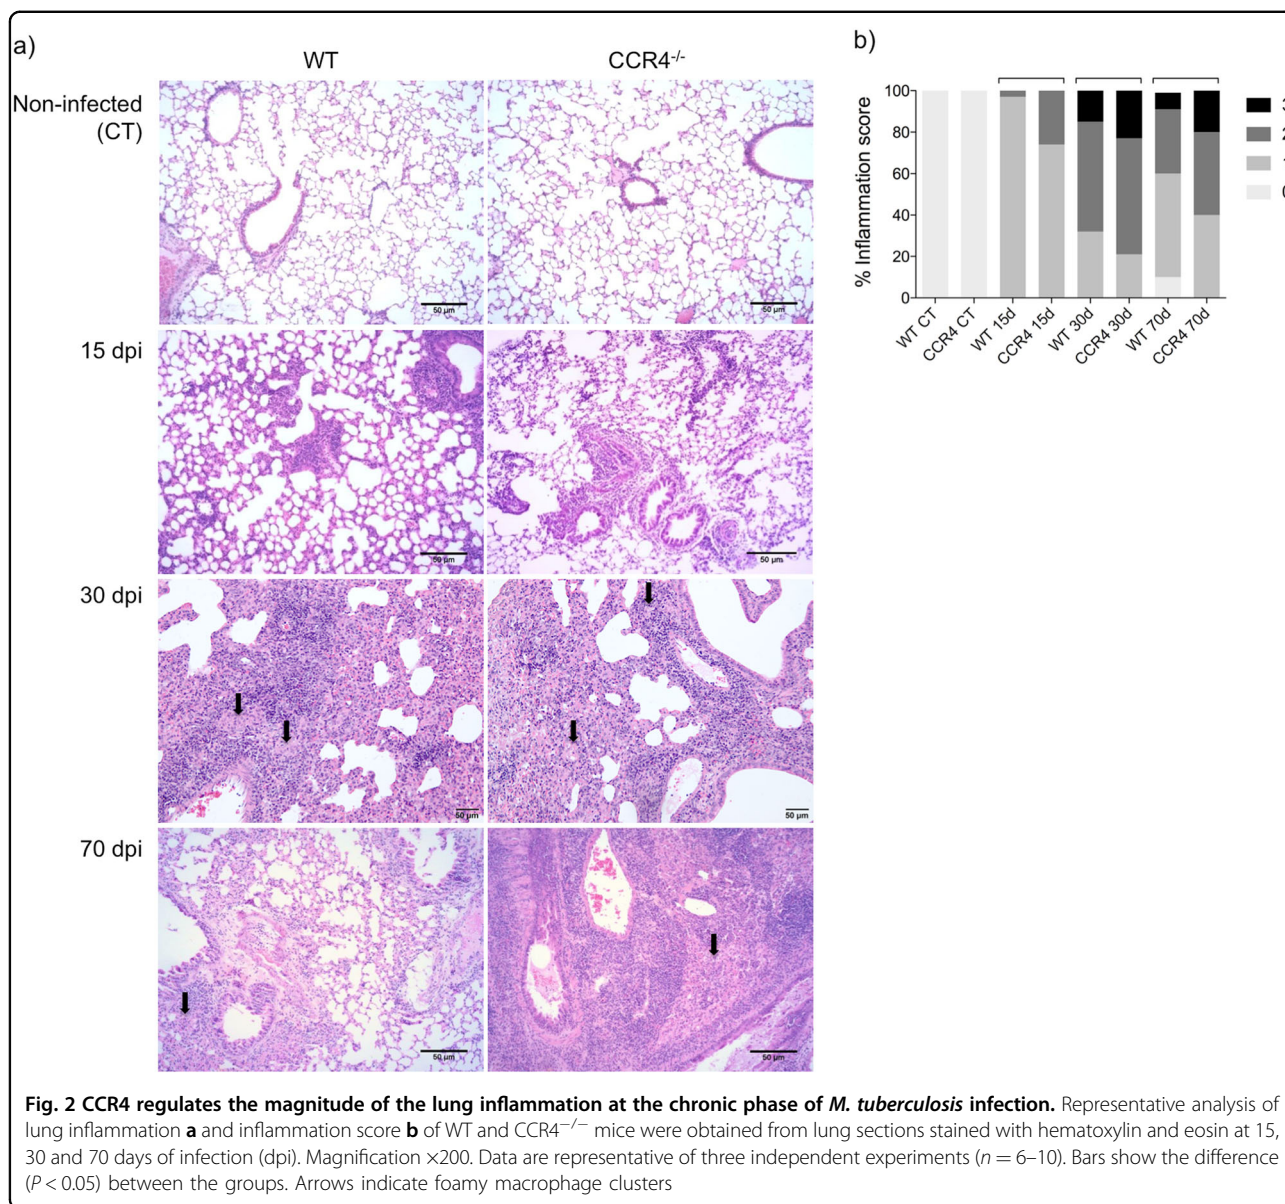 a)
WT
CCR4-/-
Non-infected
(CT)
50 µm
50 µm
15 dpi
50 µm
50 µm
30 dpi
50 µm
50 µm
70 dpi
50 µm
50 µm
b)
% Inflammation score
100
80
60
40
20
0
WT CT
CCR4 CT
WT 15d
CCR4 15d
WT 30d
CCR4 30d
WT 70d
CCR4 70d
3
2
Fig. 2 CCR4 regulates the magnitude of the lung inflammation at the chronic phase of M. tuberculosis infection. Representative analysis of
lung inflammation a and inflammation score b of WT and CCR4−/− mice were obtained from lung sections stained with hematoxylin and eosin at 15,
30 and 70 days of infection (dpi). Magnification ×200. Data are representative of three independent experiments (n = 6–10). Bars show the difference
(P < 0.05) between the groups. Arrows indicate foamy macrophage clusters